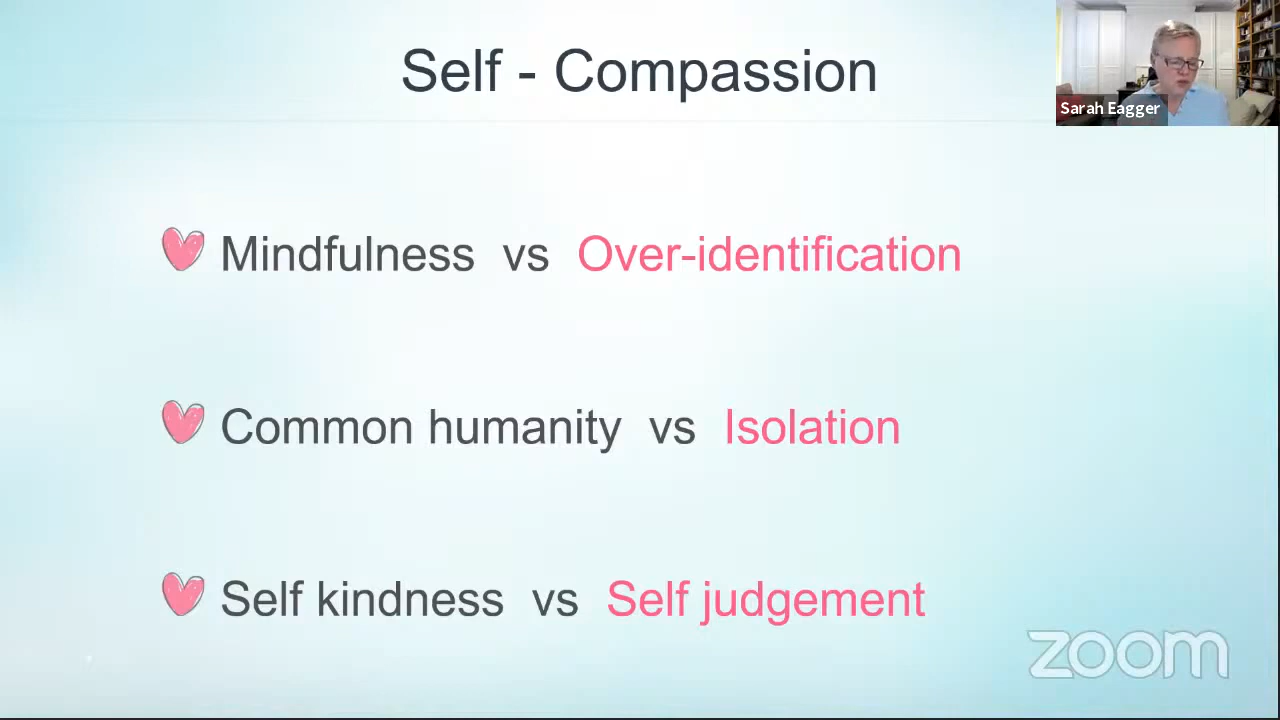 Self - Compassion
Sarah Eagger
Mindfulness vs Over-identification
Common humanity vs Isolation
Self kindness vs Self judgement
zoom